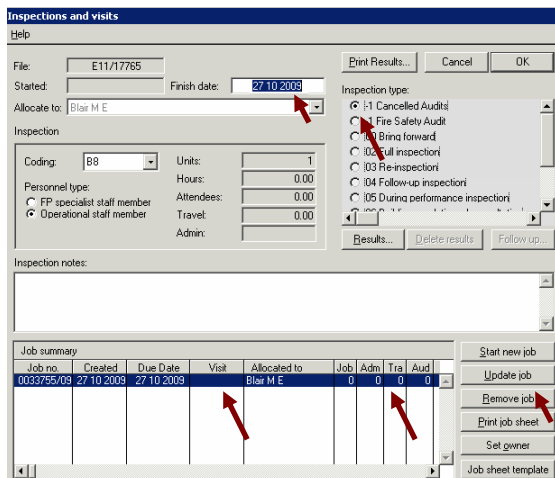 Inspections and visits
Help
File: E11/17765
Print Results... Cancel OK
Started: Finish date: 27 10 2009
Inspection type:
Allocate to: Blair M E
-1 Cancelled Audits
Fire Safety Audit
00 Bring forward
02 Full inspection
03 Re-inspection
04 Follow-up inspection
05 During performance inspection
Inspection
Coding: B8
Units: 1
Hours: 0.00
Personnel type:
FP specialist staff member
Operational staff member
Attendees: 0.00
Travel: 0.00
Admin:
Results... Delete results Follow up...
Inspection notes:
Job summary
Job no. Created Due Date Visit Allocated to Job Adm Tra Aud
0033755/09 27 10 2009 27 10 2009 Blair M E 0 0 0 0
Start new job
Update job
Remove job
Print job sheet
Set owner
Job sheet template